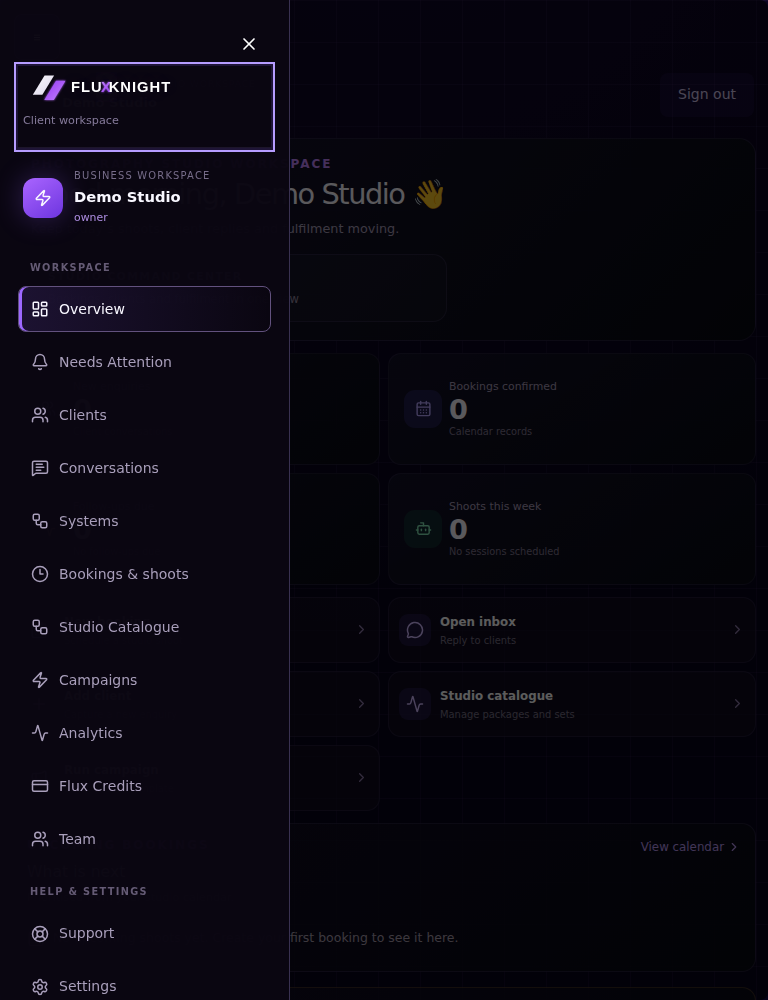 FLUXKNIGHT
Client workspace
BUSINESS WORKSPACE
Demo Studio
owner
WORKSPACE
Overview
Needs Attention
Clients
Conversations
Systems
Bookings & shoots
Studio Catalogue
Campaigns
Analytics
Flux Credits
Team
HELP & SETTINGS
Support
Settings
Sign out
PACE
Demo Studio 👋
ulfilment moving.
w
Bookings confirmed
0
Calendar records
Shoots this week
0
No sessions scheduled
Open inbox
Reply to clients
Studio catalogue
Manage packages and sets
View calendar
first booking to see it here.